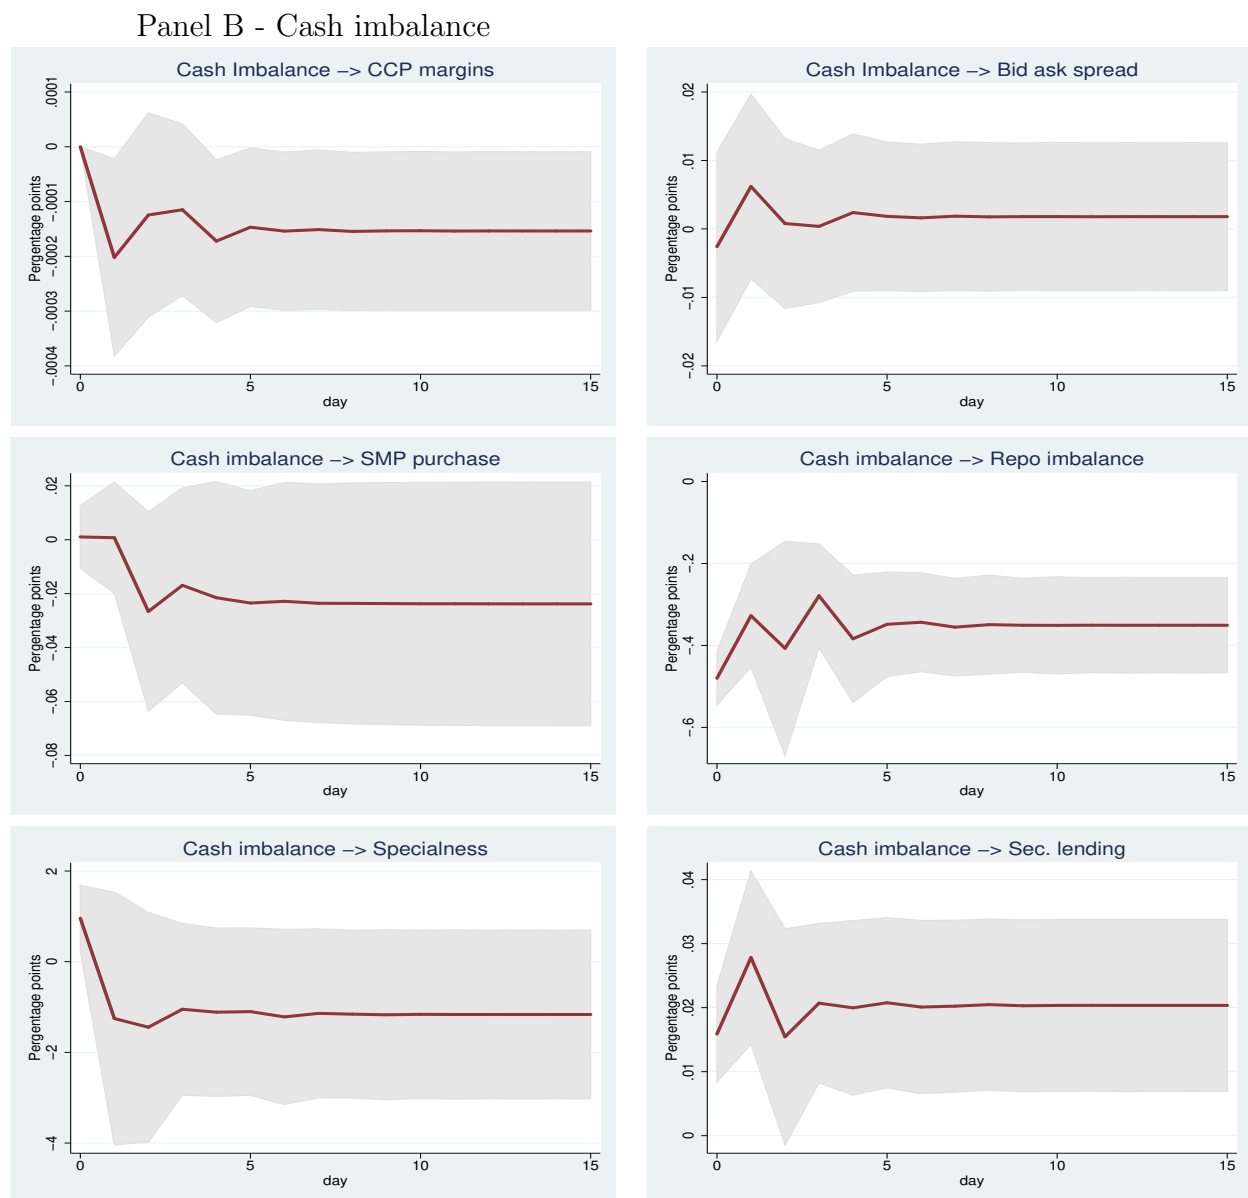 Panel B - Cash imbalance
Cash Imbalance −> CCP margins
Pergentage points
.0001
0
−.0001
−.0002
−.0003
−.0004
0 5 10 15
day
Cash Imbalance −> Bid ask spread
Pergentage points
.02
.01
0
−.01
−.02
0 5 10 15
day
Cash imbalance −> SMP purchase
Pergentage points
.02
0
−.02
−.04
−.06
−.08
0 5 10 15
day
Cash imbalance −> Repo imbalance
Pergentage points
0
−.2
−.4
−.6
0 5 10 15
day
Cash imbalance −> Specialness
Pergentage points
2
0
−2
−4
0 5 10 15
day
Cash imbalance −> Sec. lending
Pergentage points
.04
.03
.02
.01
0
0 5 10 15
day